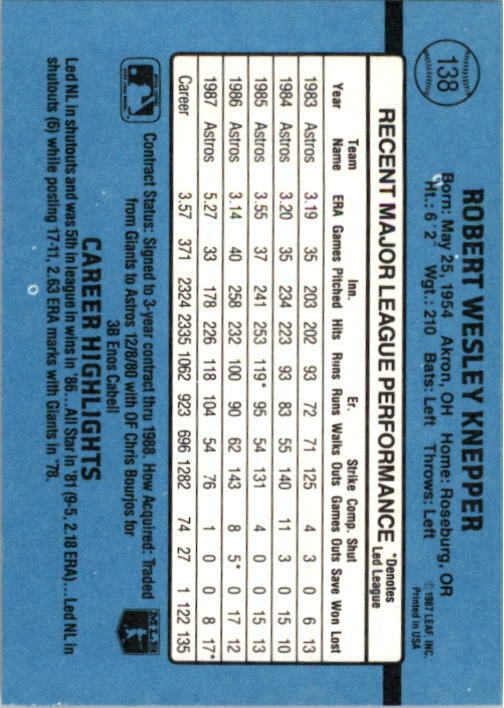 138
ROBERT WESLEY KNEPPER
Born: May 25, 1954 Akron, OH Home: Roseburg, OR
Ht.: 6'2" Wgt.: 210 Bats: Left Throws: Left
© 1987 LEAF, INC.
Printed in USA
RECENT MAJOR LEAGUE PERFORMANCE *Denotes Led League
Year Team Name ERA Games Inn. Pitched Hits Runs Er. Runs Walks Strike Outs Comp. Games Shut Outs Save Won Lost
1983 Astros 3.19 35 203 202 93 72 71 125 4 3 0 6 13
1984 Astros 3.20 35 234 223 93 83 55 140 11 3 0 15 10
1985 Astros 3.55 37 241 253 119* 95 54 131 4 0 0 15 13
1986 Astros 3.14 40 258 232 100 90 62 143 8 5* 0 17 12
1987 Astros 5.27 33 178 226 118 104 54 76 1 0 0 8 17*
Career 3.57 371 2324 2335 1062 923 696 1282 74 27 1 122 135
Contract Status: Signed to 3-year contract thru 1988. How Acquired: Traded
from Giants to Astros 12/8/80 with OF Chris Bourjos for
3B Enos Cabell
MLB
CAREER HIGHLIGHTS
Led NL in shutouts and was 5th in league in wins in '86...All Star in '81 (9-5, 2.18 ERA)...Led NL in
shutouts (6) while posting 17-11, 2.63 ERA marks with Giants in '78.